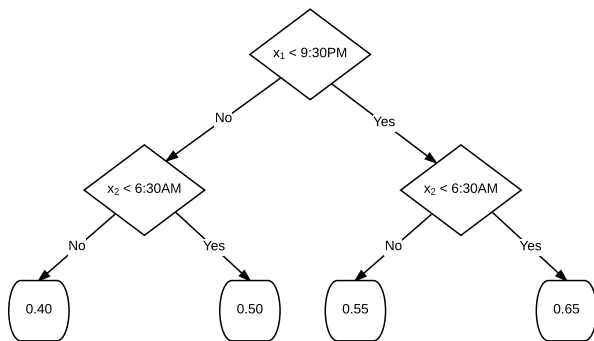 x₁ < 9:30PM
No
Yes
x₂ < 6:30AM
x₂ < 6:30AM
No
Yes
No
Yes
0.40
0.50
0.55
0.65